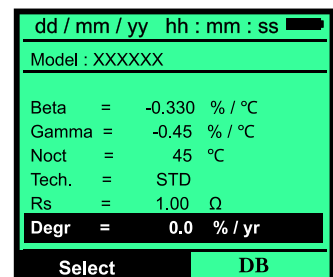 dd / mm / yy hh : mm : ss
Model : XXXXXX
Beta = -0.330 % / ℃
Gamma = -0.45 % / ℃
Noct = 45 ℃
Tech. = STD
Rs = 1.00 Ω
Degr = 0.0 % / yr
Select DB